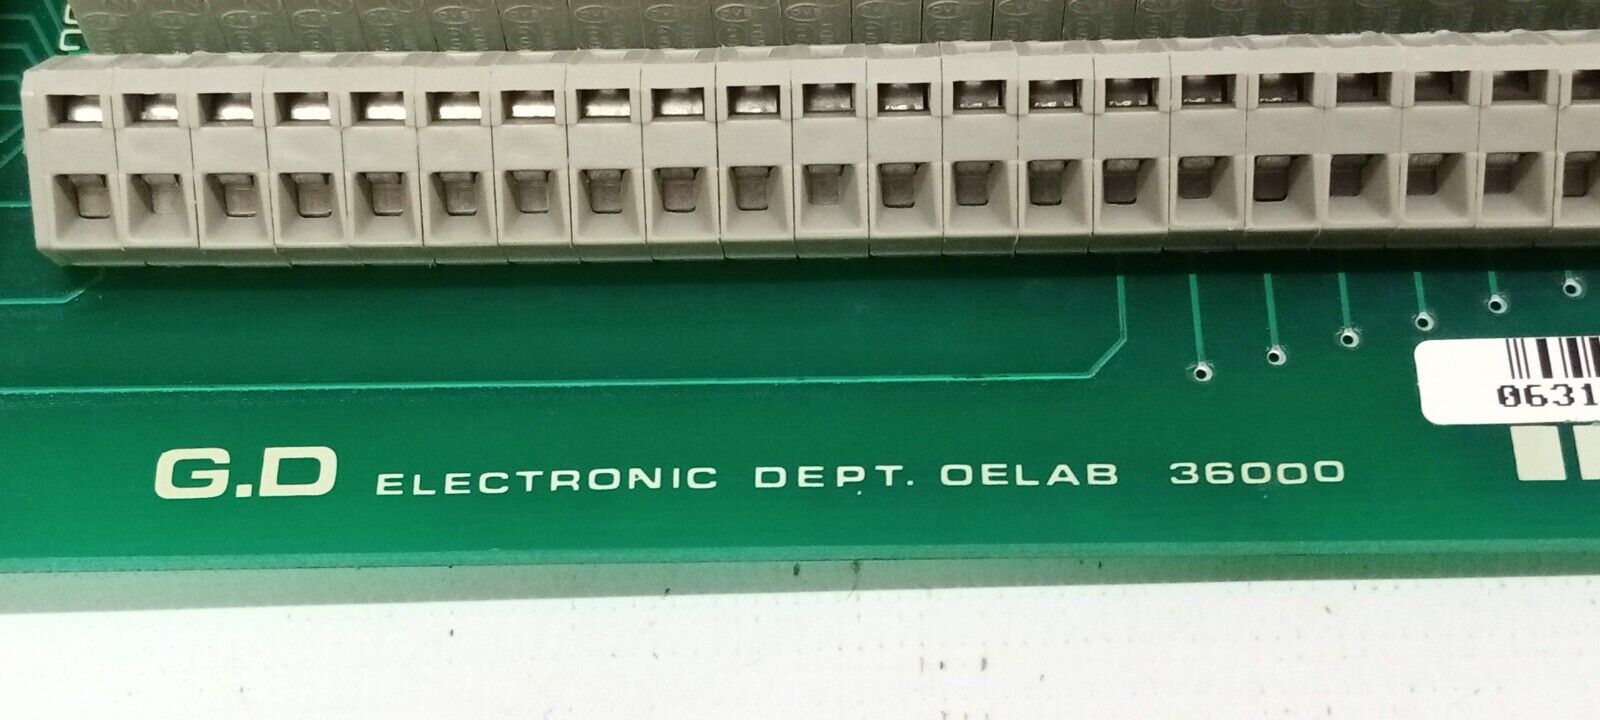 G.D ELECTRONIC DEPT. OELAB 36000
0631